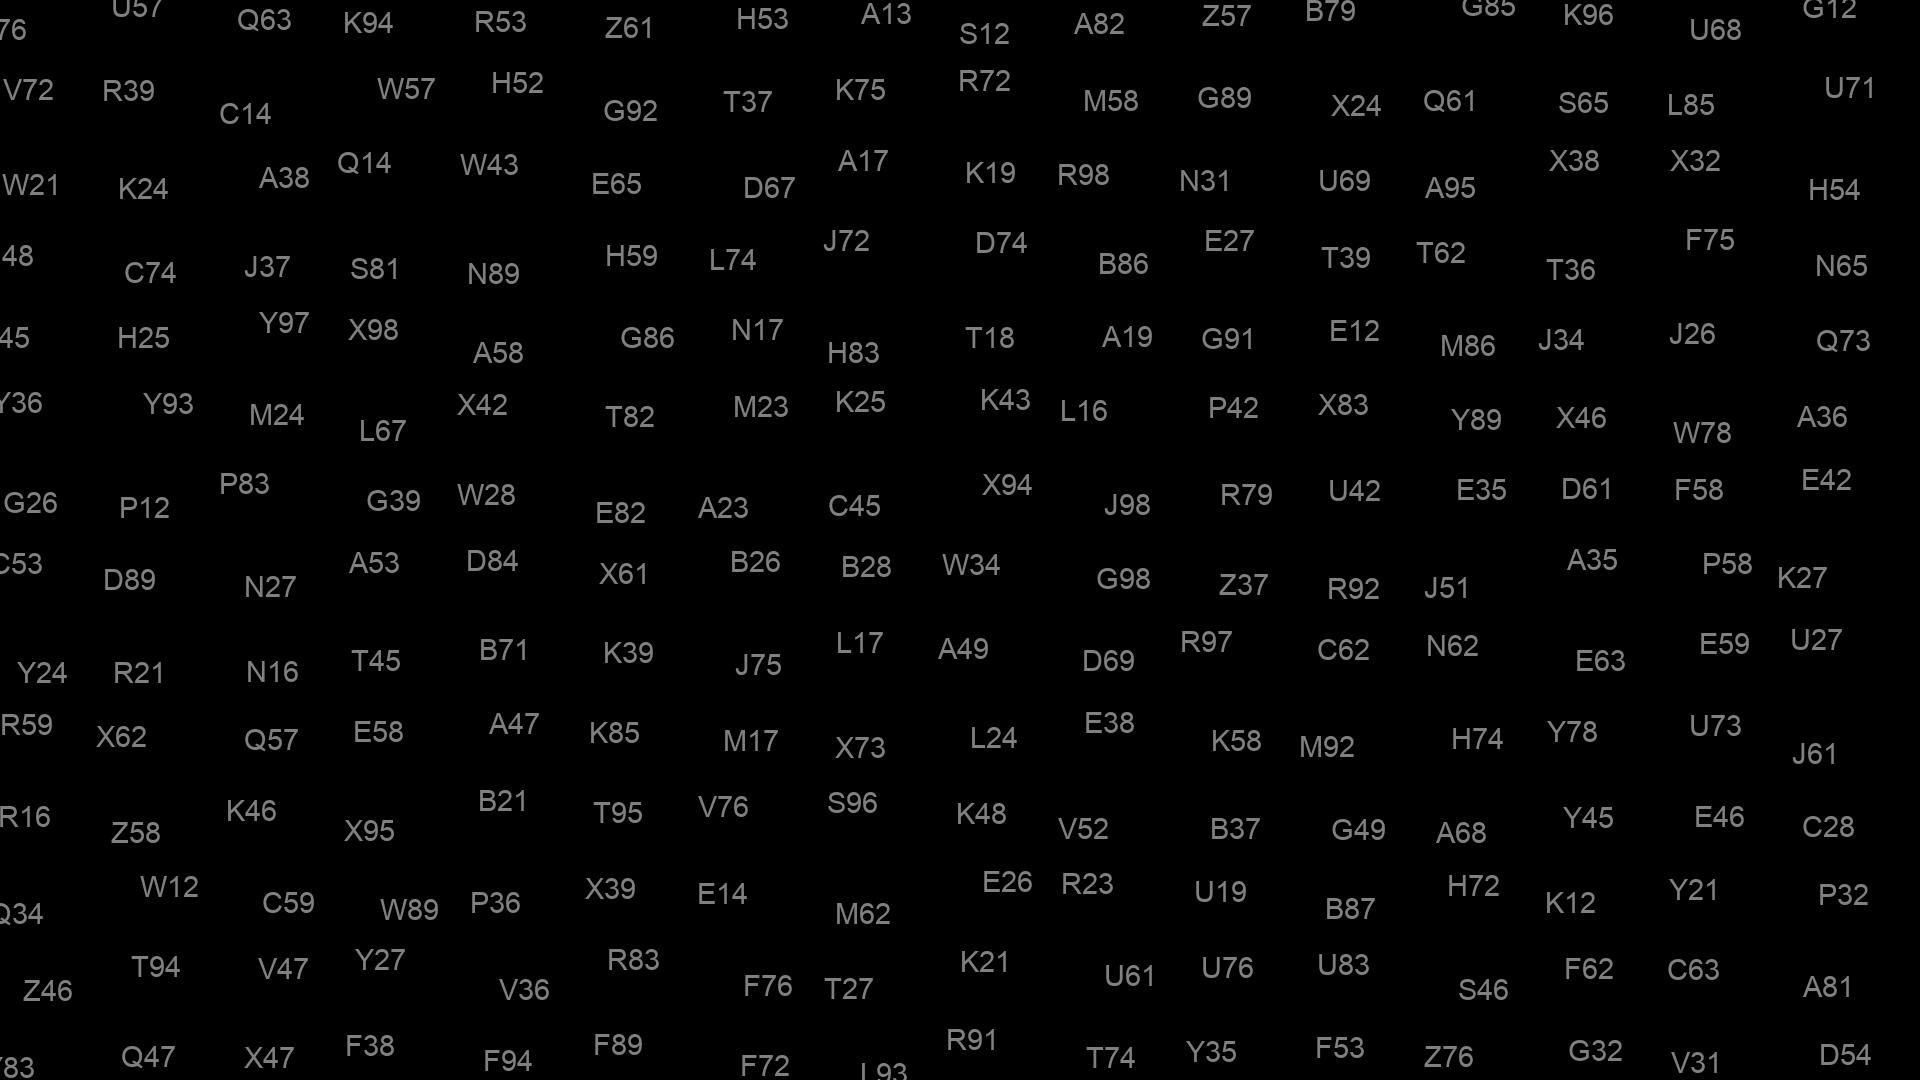 76 U57 Q63 K94 R53 Z61 H53 A13 S12 A82 Z57 B79 G85 K96 U68 G12
V72 R39 C14 W57 H52 G92 T37 K75 R72 M58 G89 X24 Q61 S65 L85 U71
W21 K24 A38 Q14 W43 E65 D67 A17 K19 R98 N31 U69 A95 X38 X32 H54
48 C74 J37 S81 N89 H59 L74 J72 D74 B86 E27 T39 T62 T36 F75 N65
45 H25 Y97 X98 A58 G86 N17 H83 T18 A19 G91 E12 M86 J34 J26 Q73
Y36 Y93 M24 L67 X42 T82 M23 K25 K43 L16 P42 X83 Y89 X46 W78 A36
G26 P12 P83 G39 W28 E82 A23 C45 X94 J98 R79 U42 E35 D61 F58 E42
C53 D89 N27 A53 D84 X61 B26 B28 W34 G98 Z37 R92 J51 A35 P58 K27
Y24 R21 N16 T45 B71 K39 J75 L17 A49 D69 R97 C62 N62 E63 E59 U27
R59 X62 Q57 E58 A47 K85 M17 X73 L24 E38 K58 M92 H74 Y78 U73 J61
R16 Z58 K46 X95 B21 T95 V76 S96 K48 V52 B37 G49 A68 Y45 E46 C28
Q34 W12 C59 W89 P36 X39 E14 M62 E26 R23 U19 B87 H72 K12 Y21 P32
Z46 T94 V47 Y27 V36 R83 F76 T27 K21 U61 U76 U83 S46 F62 C63 A81
83 Q47 X47 F38 F94 F89 F72 L93 R91 T74 Y35 F53 Z76 G32 V31 D54